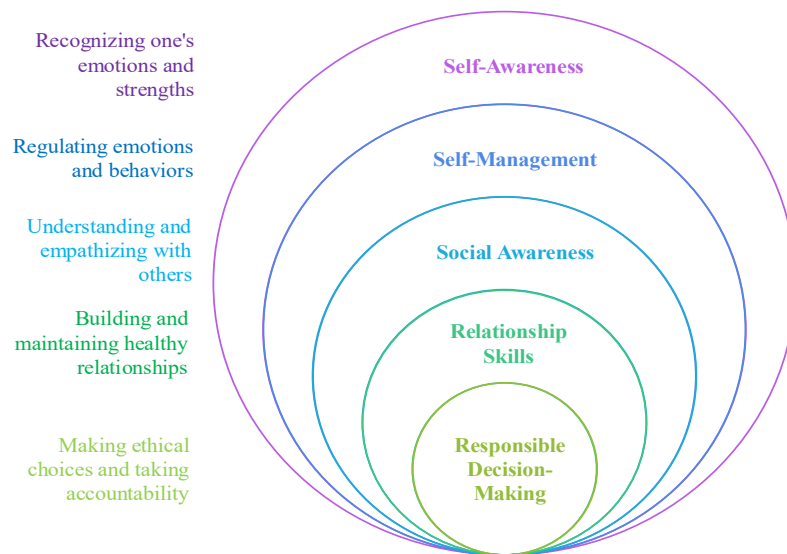 Recognizing one's
emotions and
strengths
Self-Awareness
Regulating emotions
and behaviors
Self-Management
Understanding and
empathizing with
others
Social Awareness
Building and
maintaining healthy
relationships
Relationship
Skills
Making ethical
choices and taking
accountability
Responsible
Decision-
Making